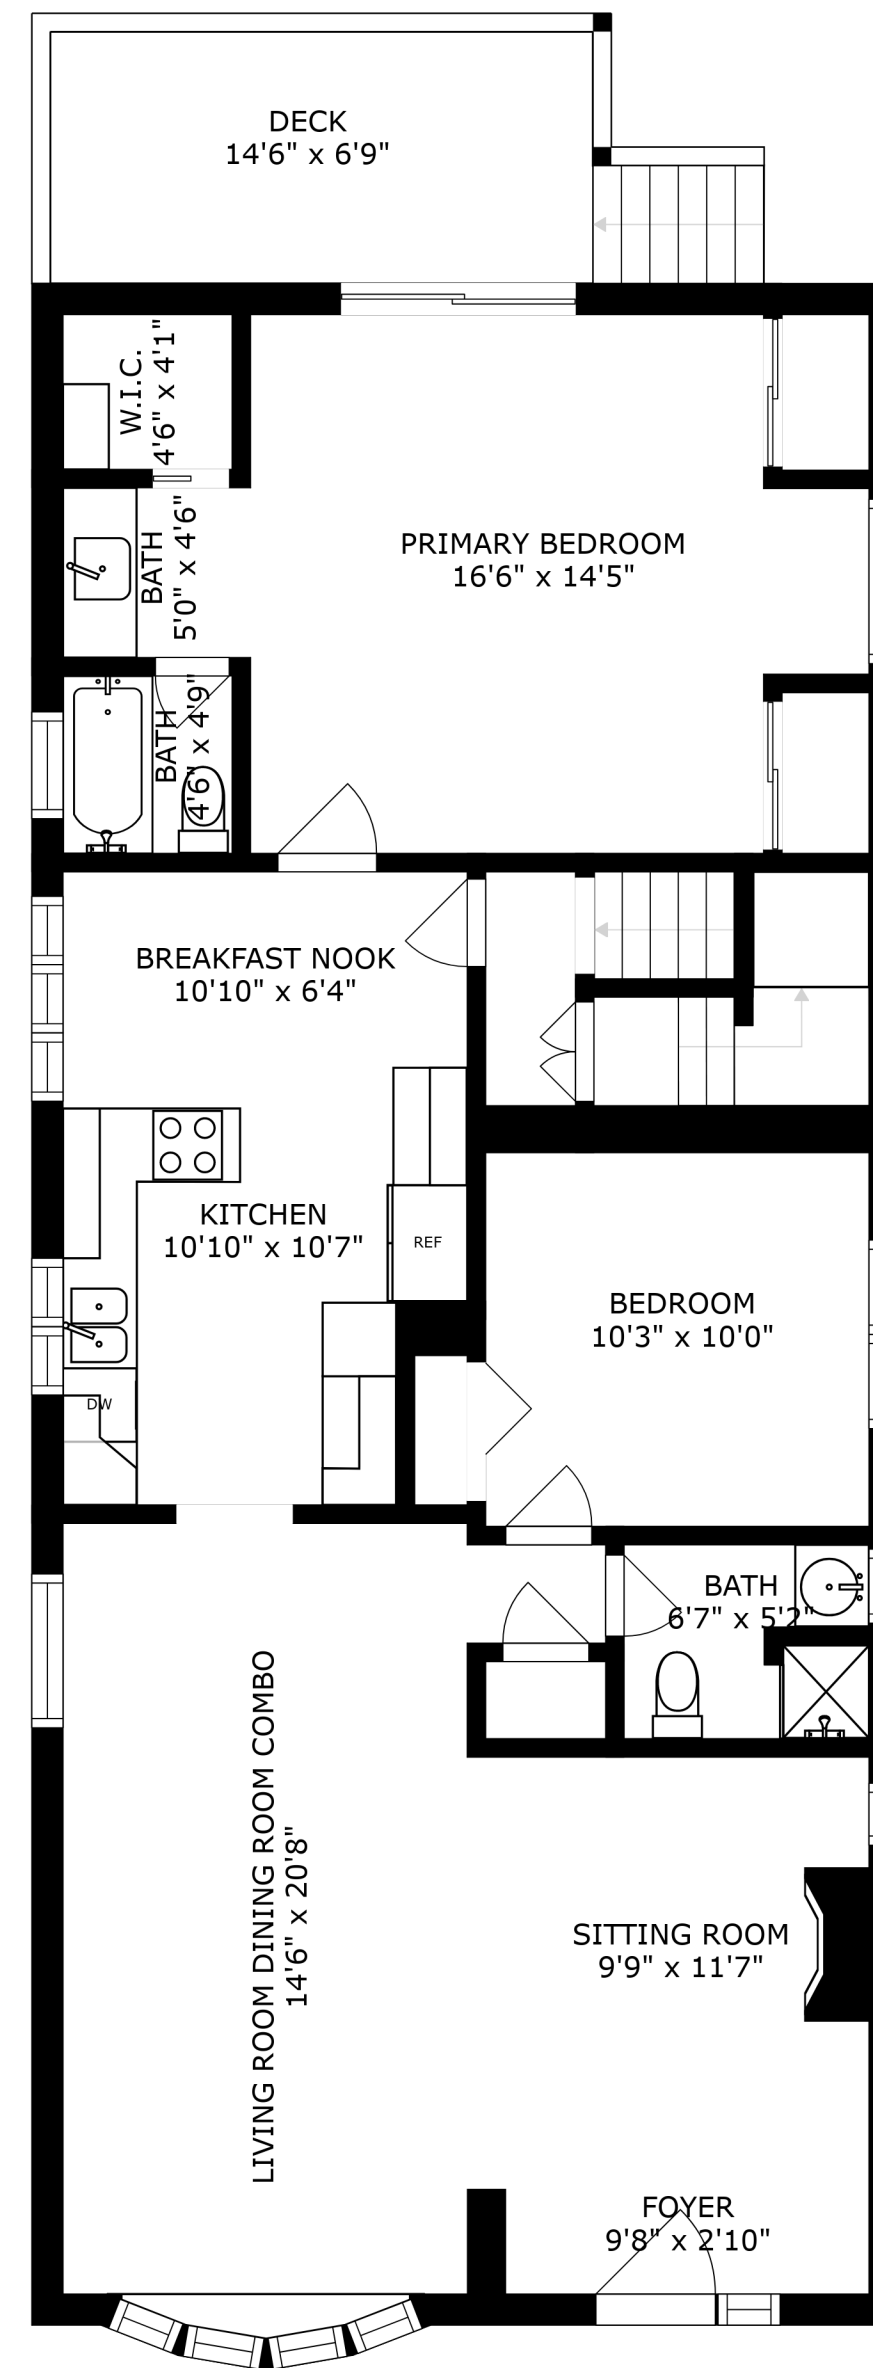 DECK
14'6" x 6'9"
W.I.C.
4'6" x 4'1"
BATH
5'0" x 4'6"
PRIMARY BEDROOM
16'6" x 14'5"
BATH
4'6" x 4'9"
BREAKFAST NOOK
10'10" x 6'4"
KITCHEN
10'10" x 10'7"
REF
BEDROOM
10'3" x 10'0"
DW
BATH
6'7" x 5'2"
LIVING ROOM DINING ROOM COMBO
14'6" x 20'8"
SITTING ROOM
9'9" x 11'7"
FOYER
9'8" x 2'10"